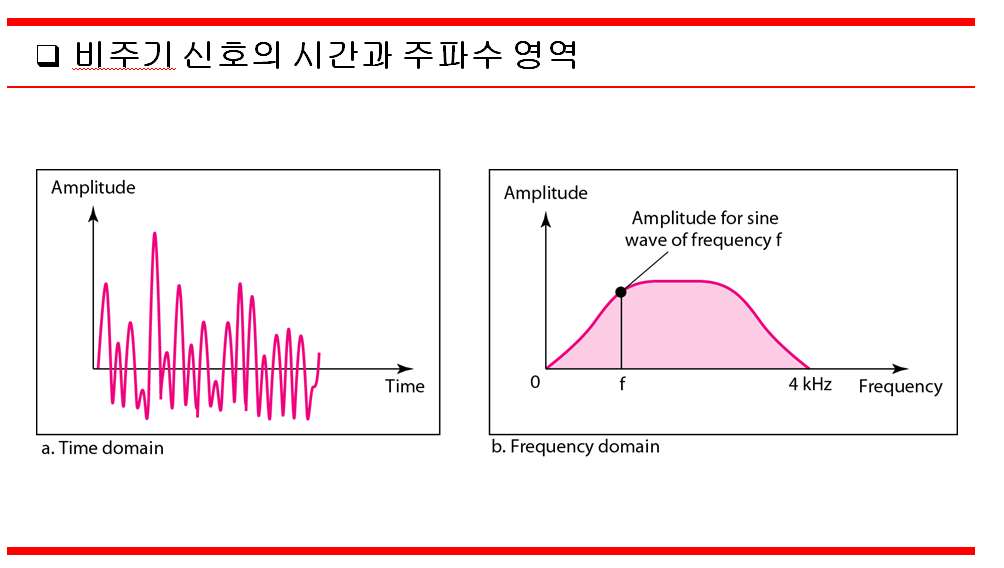 ❑ 비주기 신호의 시간과 주파수 영역
Amplitude
Time
a. Time domain
Amplitude
Amplitude for sine
wave of frequency f
0
f
4 kHz
Frequency
b. Frequency domain